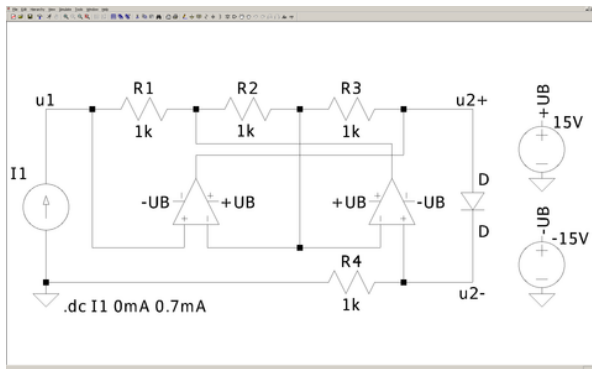 u1
R1
1k
R2
1k
R3
1k
u2+
+UB
15V
I1
-UB
+UB
+UB
-UB
D
D
-UB
-15V
R4
1k
u2-
.dc I1 0mA 0.7mA